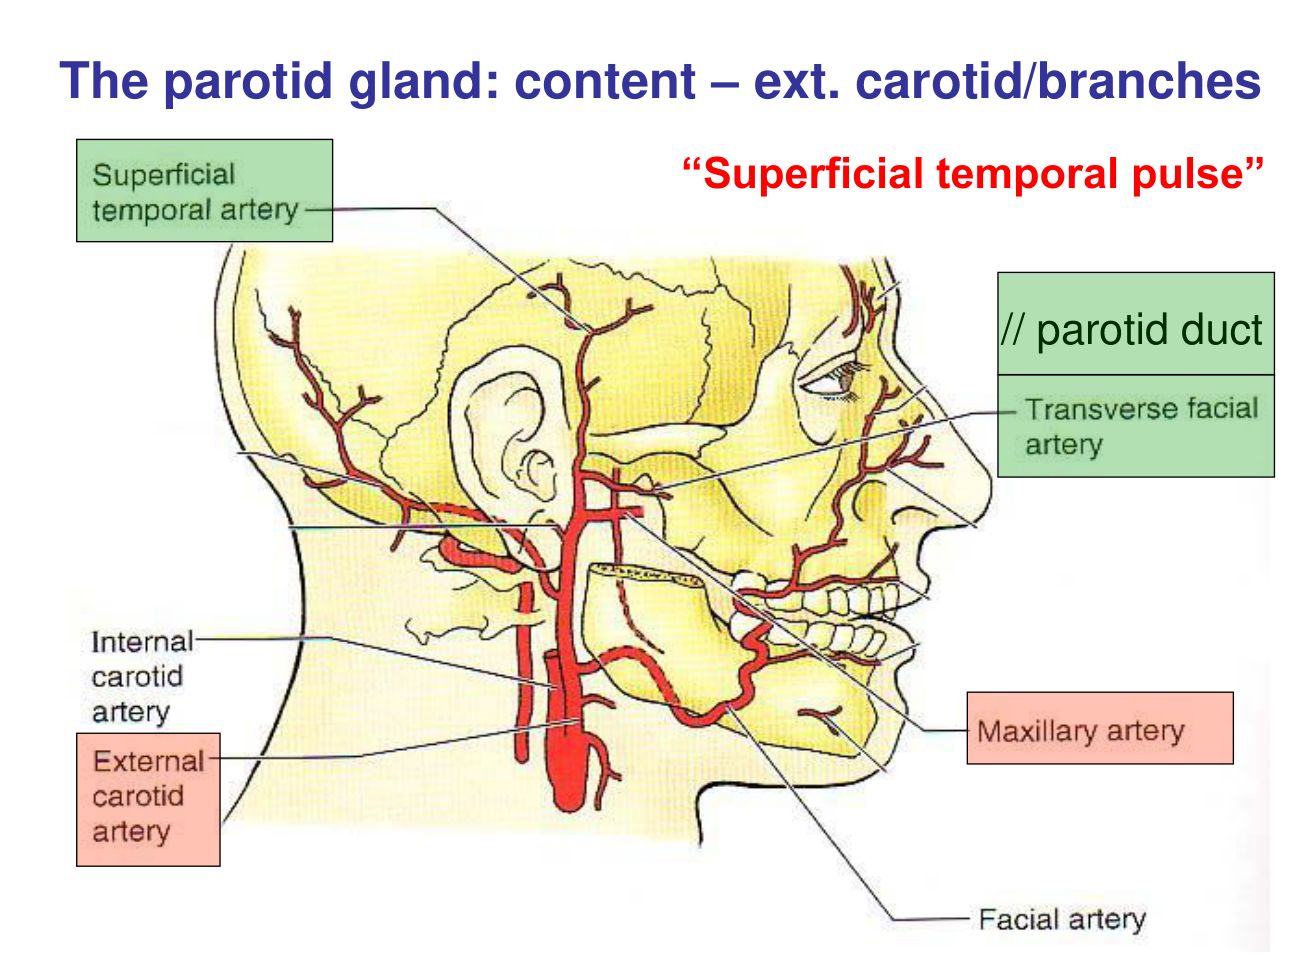 The parotid gland: content – ext. carotid/branches
“Superficial temporal pulse”
Superficial
temporal artery
// parotid duct
Transverse facial
artery
Internal
carotid
artery
External
carotid
artery
Maxillary artery
Facial artery